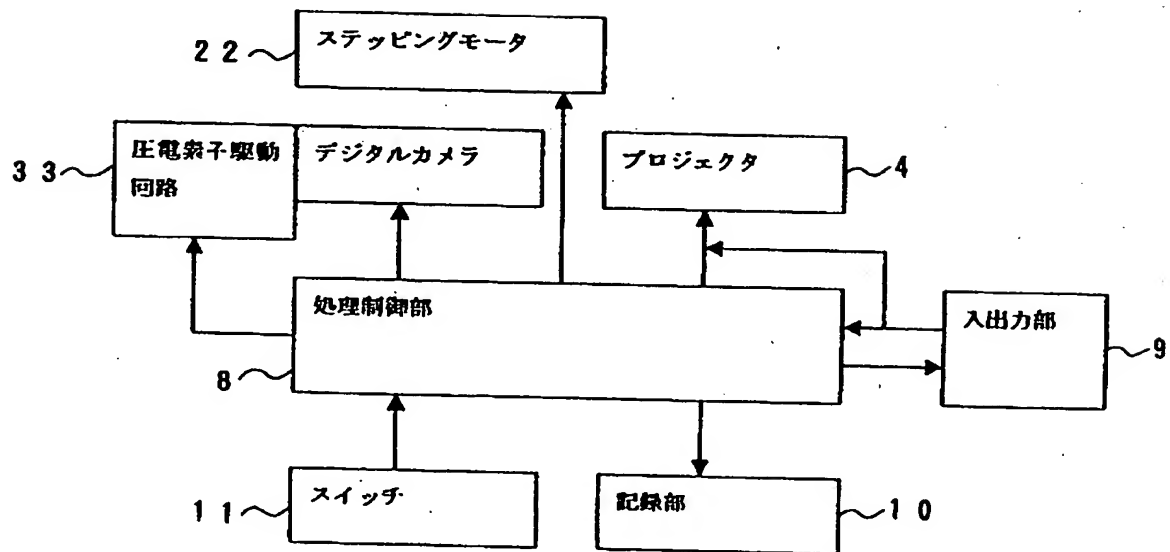 22
ステッピングモータ
33
圧電素子駆動
回路
デジタルカメラ
プロジェクタ
4
処理制御部
8
入出力部
9
11
スイッチ
記録部
10